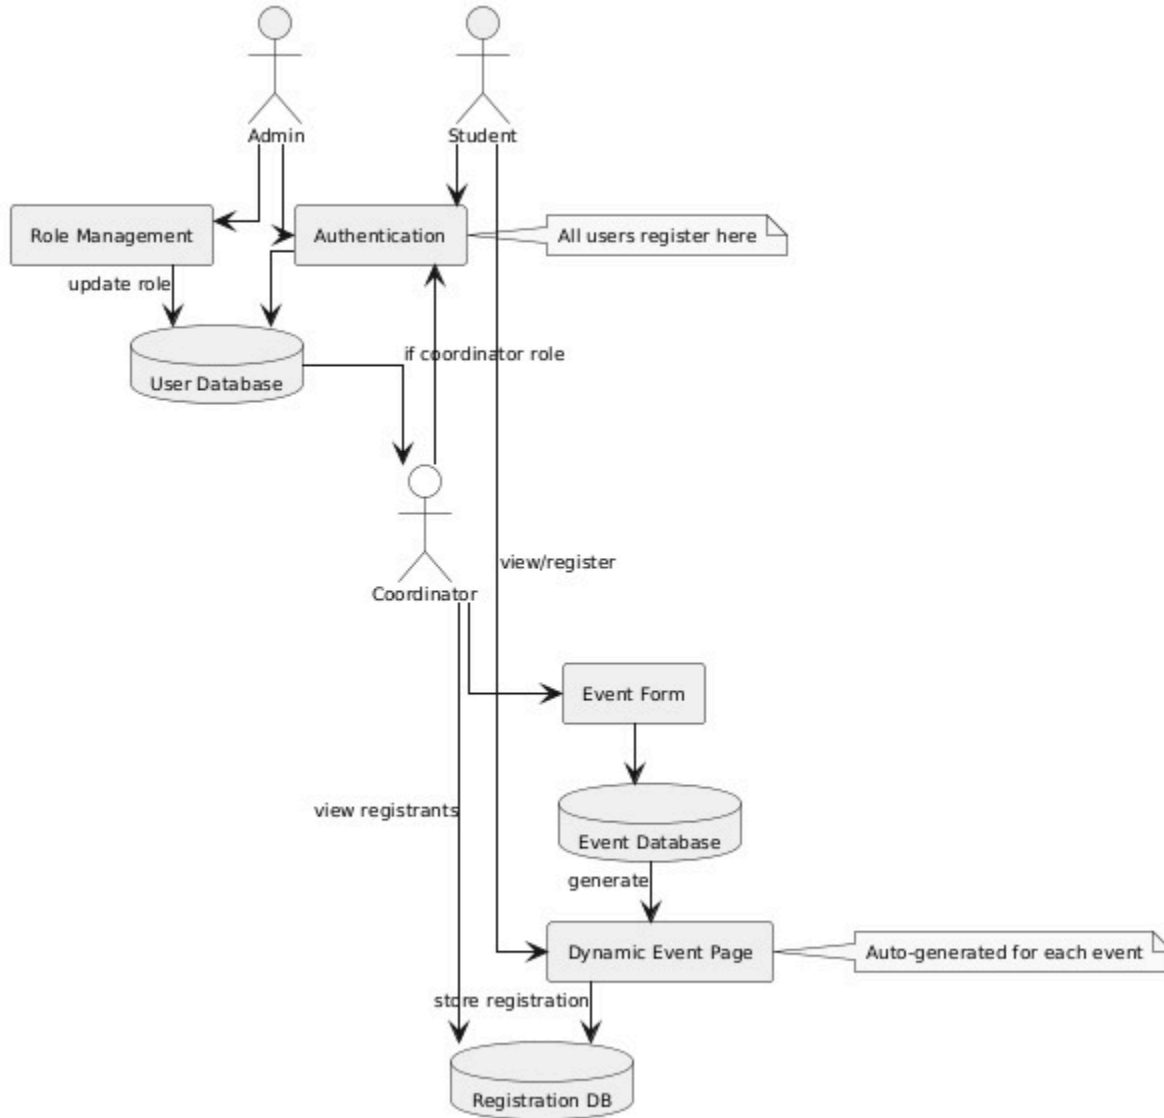 Admin
Student
Role Management
Authentication
All users register here
update role
if coordinator role
User Database
view/register
Coordinator
Event Form
view registrants
Event Database
generate
Dynamic Event Page
Auto-generated for each event
store registration
Registration DB